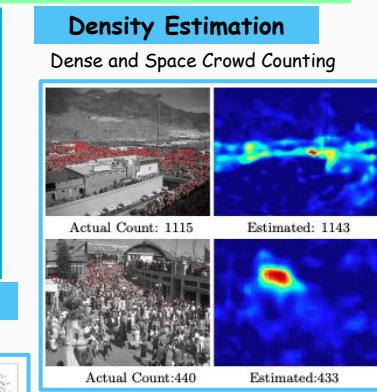 Density Estimation
Dense and Space Crowd Counting
Actual Count: 1115 Estimated: 1143
Actual Count:440 Estimated:433